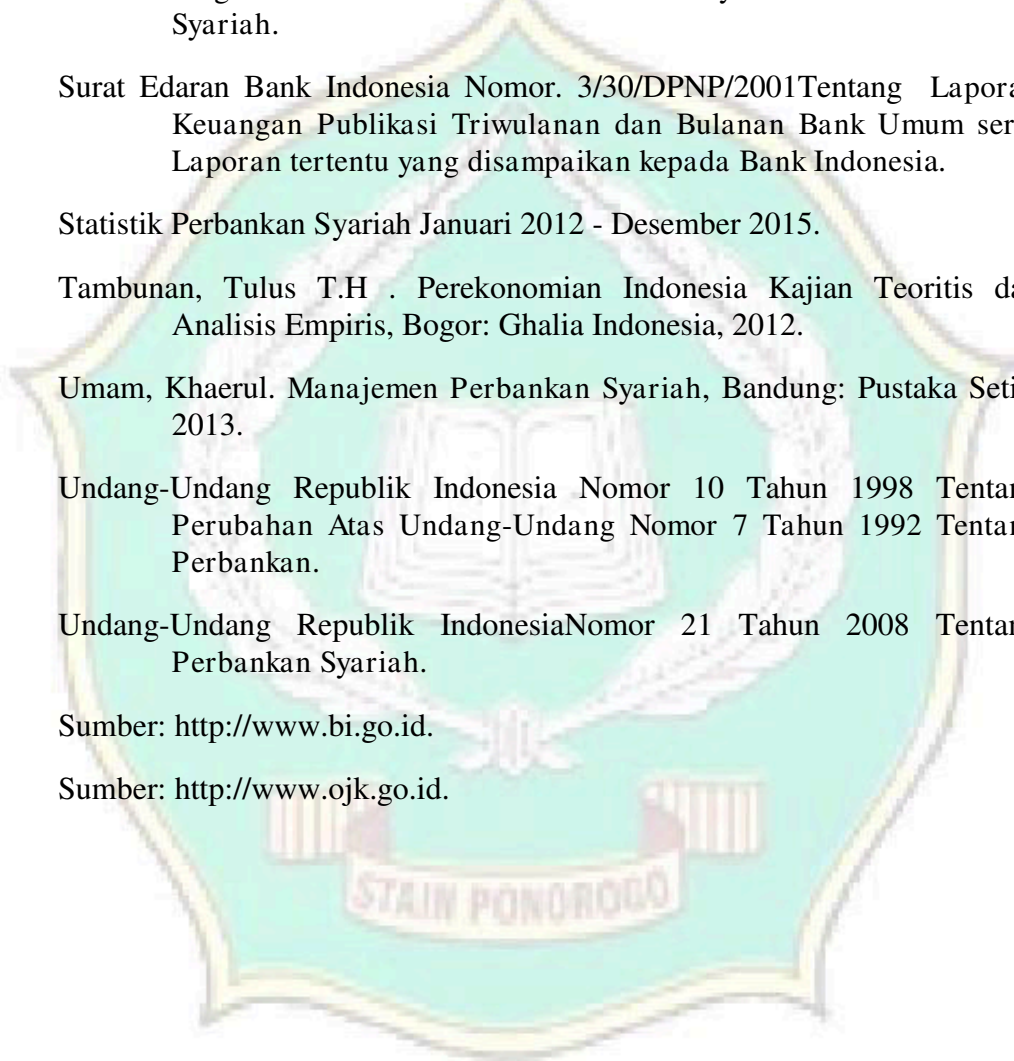 Syariah.
Surat Edaran Bank Indonesia Nomor. 3/30/DPNP/2001Tentang Lapora
Keuangan Publikasi Triwulanan dan Bulanan Bank Umum ser
Laporan tertentu yang disampaikan kepada Bank Indonesia.
Statistik Perbankan Syariah Januari 2012 - Desember 2015.
Tambunan, Tulus T.H . Perekonomian Indonesia Kajian Teoritis da
Analisis Empiris, Bogor: Ghalia Indonesia, 2012.
Umam, Khaerul. Manajemen Perbankan Syariah, Bandung: Pustaka Seti
2013.
Undang-Undang Republik Indonesia Nomor 10 Tahun 1998 Tentan
Perubahan Atas Undang-Undang Nomor 7 Tahun 1992 Tentan
Perbankan.
Undang-Undang Republik IndonesiaNomor 21 Tahun 2008 Tentan
Perbankan Syariah.
Sumber: http://www.bi.go.id.
Sumber: http://www.ojk.go.id.
STAIN PONOROGO